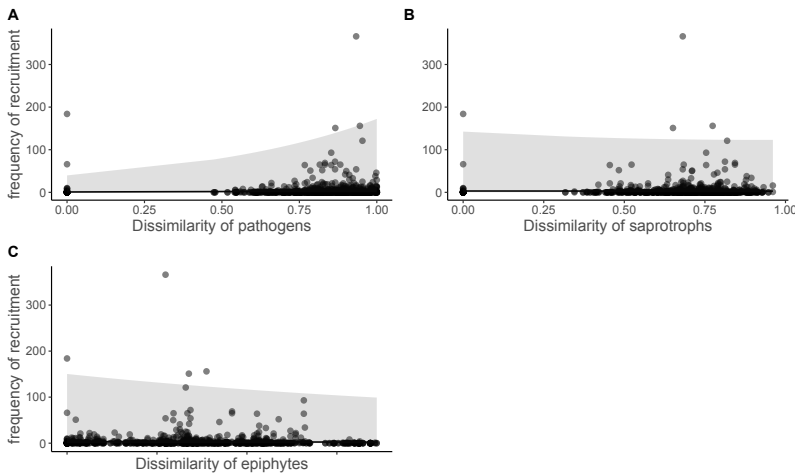 A
frequency of recruitment
300
200
100
0
0.00 0.25 0.50 0.75 1.00
Dissimilarity of pathogens
B
300
200
100
0
0.00 0.25 0.50 0.75 1.00
Dissimilarity of saprotrophs
C
frequency of recruitment
300
200
100
0
Dissimilarity of epiphytes